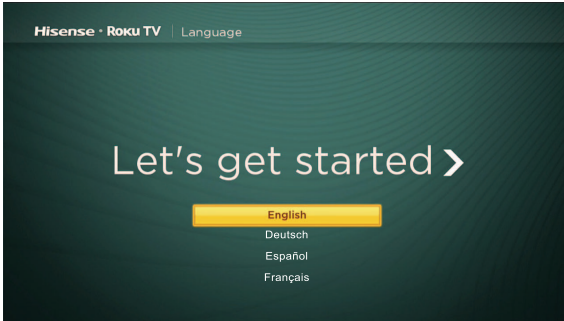 Hisense • Roku TV | Language
Let's get started
English
Deutsch
Español
Français